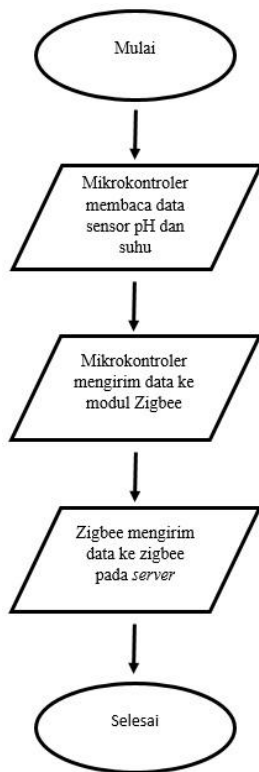 Mulai
Mikrokontroler
membaca data
sensor pH dan
suhu
Mikrokontroler
mengirim data ke
modul Zigbee
Zigbee mengirim
data ke zigbee
pada server
Selesai